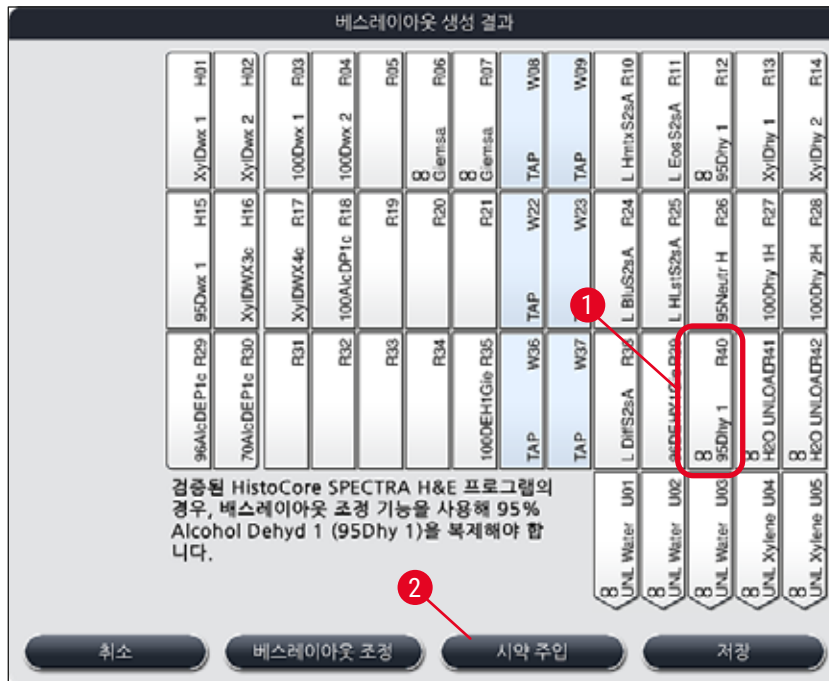 베스레이아웃 생성 결과
H01 XylDwx 1
H02 XylDwx 2
R03 100Dwx 1
R04 100Dwx 2
R05
R06 ꝏ Giemsa
R07 ꝏ Giemsa
W08 TAP
W09 TAP
L HmtxS2sA R10
L EosS2sA R11
R12 ꝏ 95Dhy 1
R13 XylDhy 1
R14 XylDhy 2
H15 95Dwx 1
H16 XylDWX3c
R17 XylDWX4c
100AlcDP1c R18
R19
R20
R21
W22 TAP
W23 TAP
L BluS2sA R24
L HLstS2sA R25
R26 95Neutr H
R27 100Dhy 1H
R28 100Dhy 2H
96AlcDEP1c R29
70AlcDEP1c R30
R31
R32
R33
R34
100DEH1Gie R35
W36 TAP
W37 TAP
L DiffS2sA R38
96DEHY1Gie R39
R40 ꝏ 95Dhy 1
ꝏ H2O UNLOADR41
ꝏ H2O UNLOADR42
ꝏ UNL Water U01
ꝏ UNL Water U02
ꝏ UNL Water U03
ꝏ UNL Xylene U04
ꝏ UNL Xylene U05
1
검증된 HistoCore SPECTRA H&E 프로그램의
경우, 배스레이아웃 조정 기능을 사용해 95%
Alcohol Dehyd 1 (95Dhy 1)을 복제해야 합
니다.
2
취소
베스레이아웃 조정
시약 주입
저장